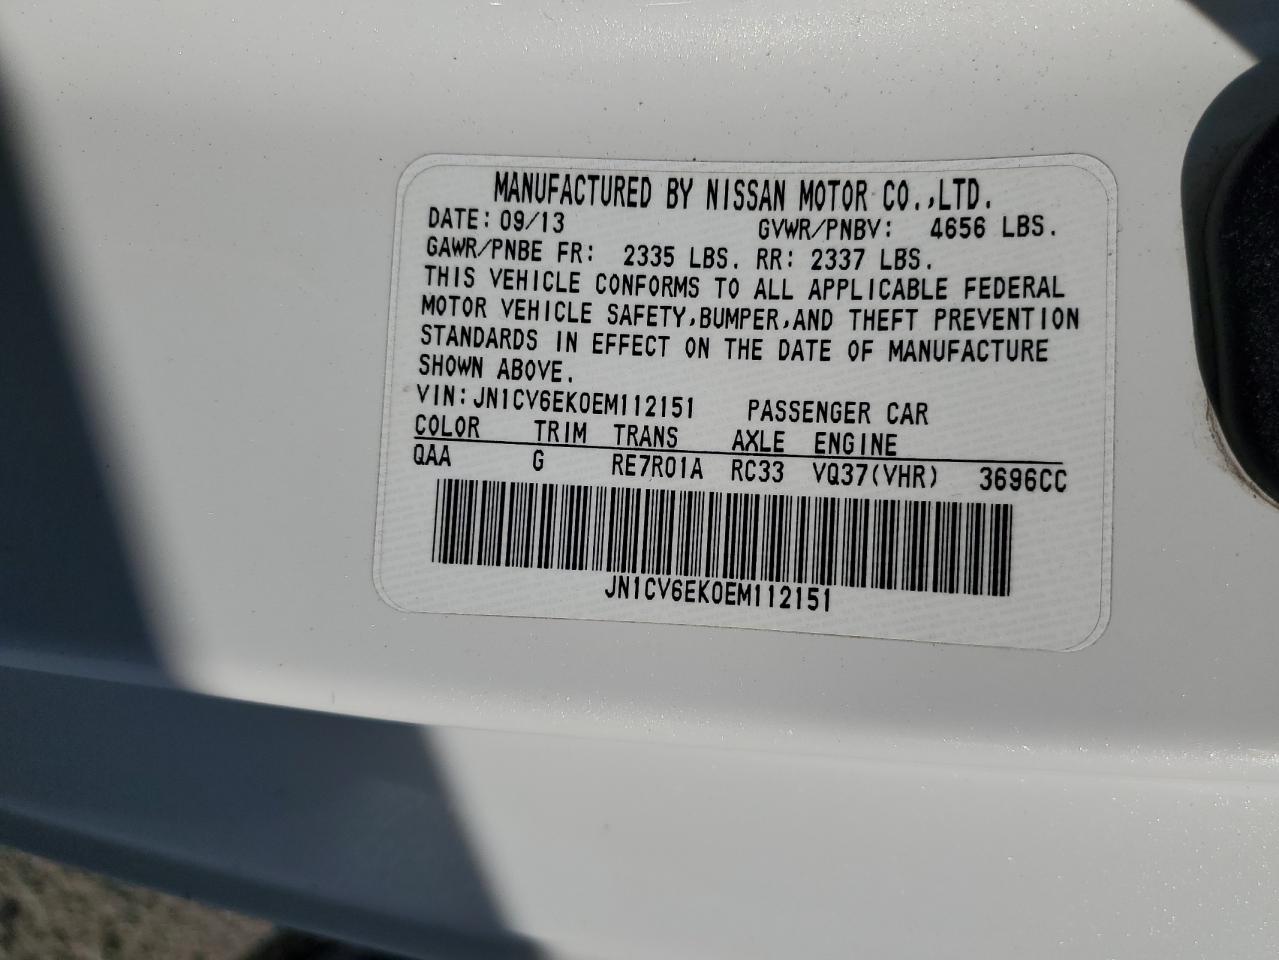 MANUFACTURED BY NISSAN MOTOR CO.,LTD.
DATE: 09/13 GVWR/PNBV: 4656 LBS.
GAWR/PNBE FR: 2335 LBS. RR: 2337 LBS.
THIS VEHICLE CONFORMS TO ALL APPLICABLE FEDERAL
MOTOR VEHICLE SAFETY,BUMPER,AND THEFT PREVENTION
STANDARDS IN EFFECT ON THE DATE OF MANUFACTURE
SHOWN ABOVE.
VIN: JN1CV6EK0EM112151 PASSENGER CAR
COLOR TRIM TRANS AXLE ENGINE
QAA G RE7R01A RC33 VQ37(VHR) 3696CC
JN1CV6EK0EM112151